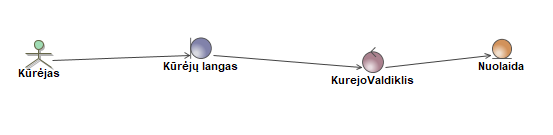 Kūrėjas
Kūrėjų langas
KurejoValdiklis
Nuolaida